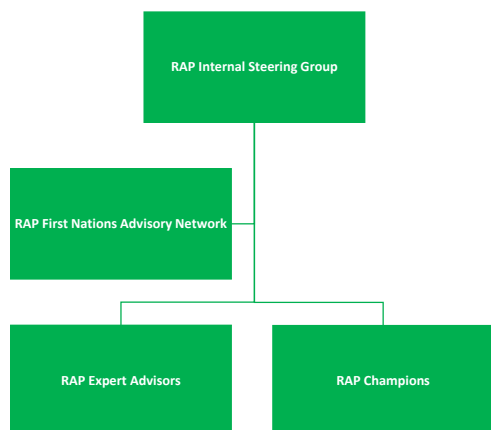 RAP Internal Steering Group
RAP First Nations Advisory Network
RAP Expert Advisors
RAP Champions